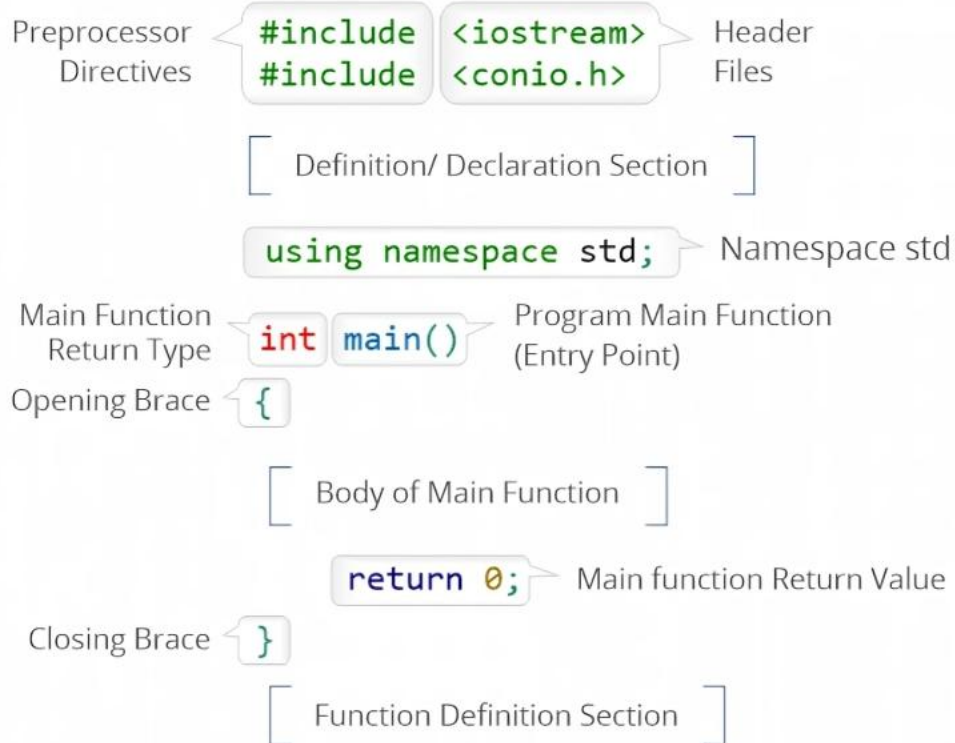 Preprocessor
Directives
#include <iostream>
#include <conio.h>
Header
Files
Definition/ Declaration Section
using namespace std;
Namespace std
Main Function
Return Type
int main()
Program Main Function
(Entry Point)
Opening Brace
{
Body of Main Function
return 0;
Main function Return Value
Closing Brace
}
Function Definition Section